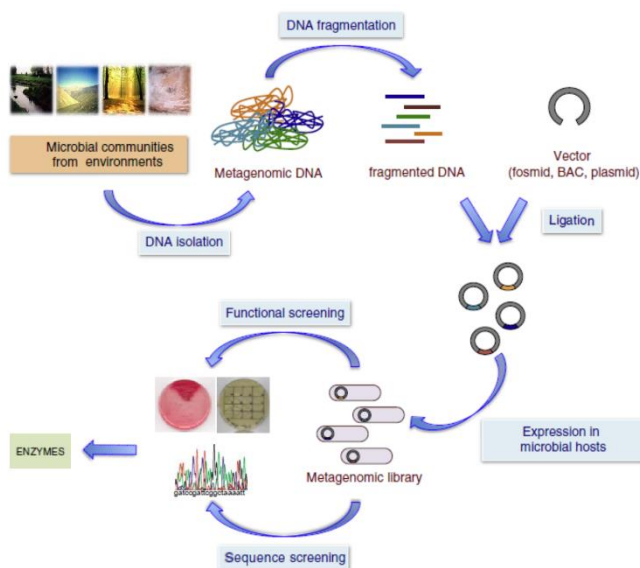 DNA fragmentation
Microbial communities
from environments
Metagenomic DNA
fragmented DNA
Vector
(fosmid, BAC, plasmid)
DNA isolation
Ligation
Functional screening
ENZYMES
Expression in
microbial hosts
Metagenomic library
gatccgattcggctaaaatt
Sequence screening